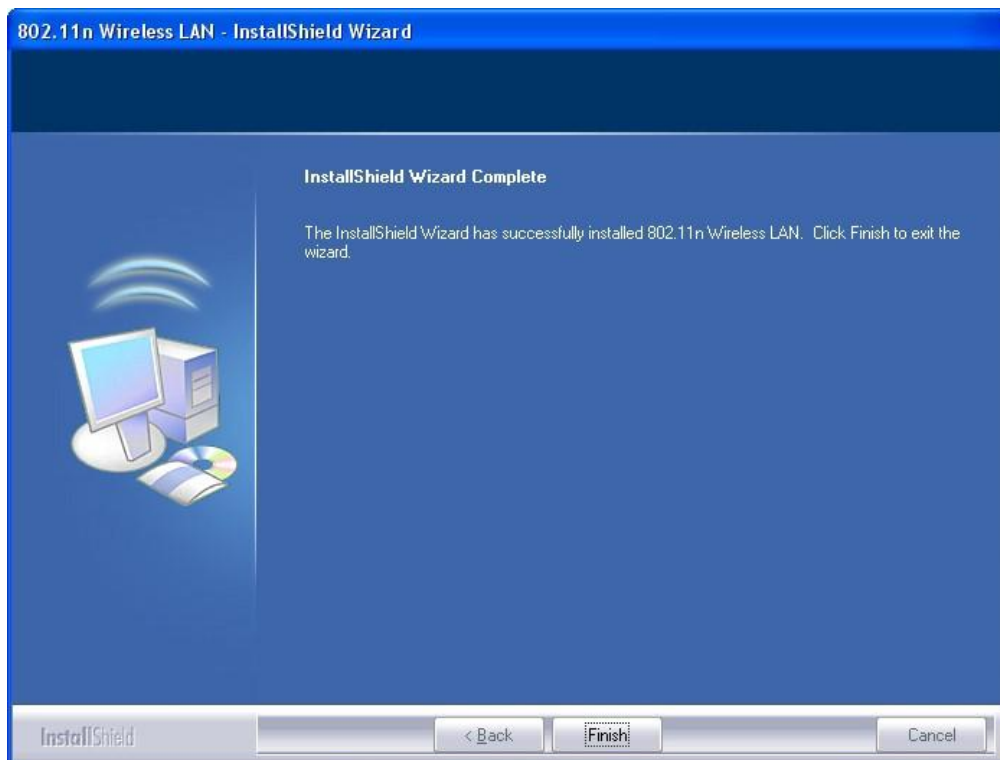 802.11n Wireless LAN - InstallShield Wizard
InstallShield Wizard Complete
The InstallShield Wizard has successfully installed 802.11n Wireless LAN. Click Finish to exit the
wizard.
InstallShield
< Back
Finish
Cancel